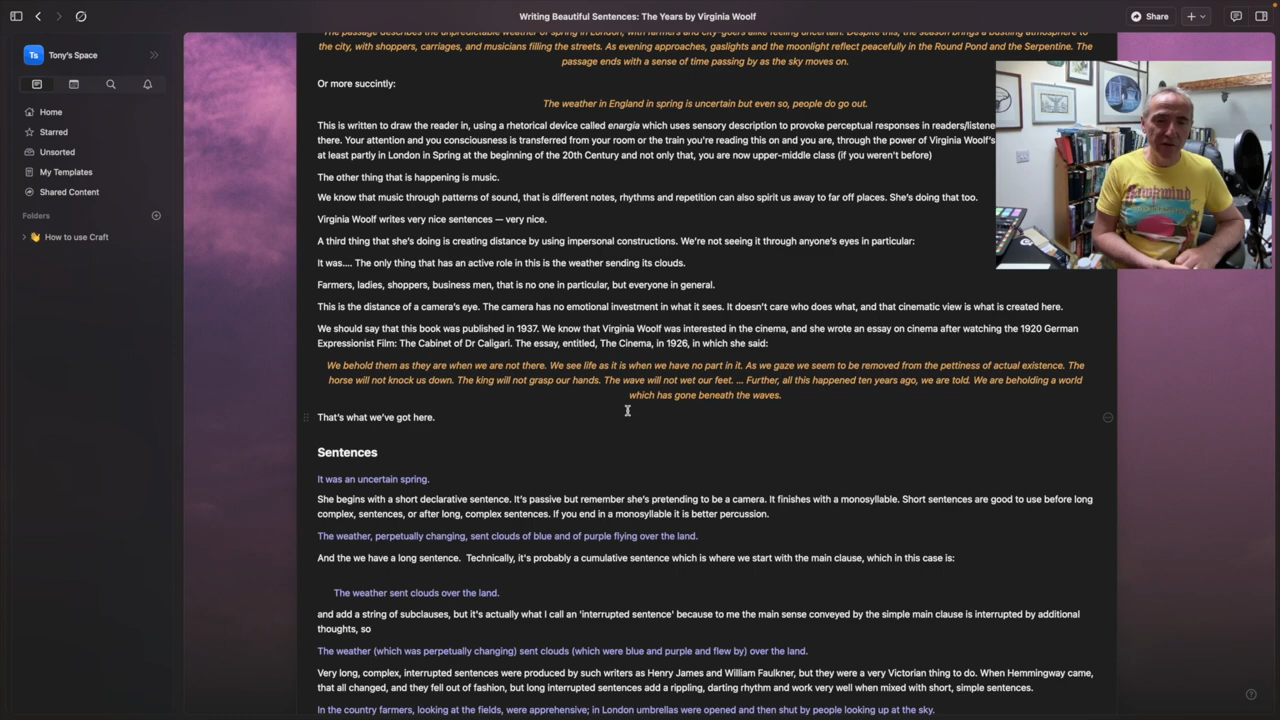 Writing Beautiful Sentences: The Years by Virginia Woolf
Share
Ts
Tony's Space
Home
Starred
Unsorted
My Templates
Shared Content
Folders
👋 How to use Craft
The passage describes the unpredictable weather of spring in London, with farmers and city-goers alike feeling uncertain. Despite this, the season brings a bustling atmosphere to
the city, with shoppers, carriages, and musicians filling the streets. As evening approaches, gaslights and the moonlight reflect peacefully in the Round Pond and the Serpentine. The
passage ends with a sense of time passing by as the sky moves on.
Or more succintly:
The weather in England in spring is uncertain but even so, people do go out.
This is written to draw the reader in, using a rhetorical device called enargia which uses sensory description to provoke perceptual responses in readers/listene
there. Your attention and you consciousness is transferred from your room or the train you're reading this on and you are, through the power of Virginia Woolf's
at least partly in London in Spring at the beginning of the 20th Century and not only that, you are now upper-middle class (if you weren't before)
The other thing that is happening is music.
We know that music through patterns of sound, that is different notes, rhythms and repetition can also spirit us away to far off places. She's doing that too.
Virginia Woolf writes very nice sentences — very nice.
A third thing that she's doing is creating distance by using impersonal constructions. We're not seeing it through anyone's eyes in particular:
It was.... The only thing that has an active role in this is the weather sending its clouds.
Farmers, ladies, shoppers, business men, that is no one in particular, but everyone in general.
This is the distance of a camera's eye. The camera has no emotional investment in what it sees. It doesn't care who does what, and that cinematic view is what is created here.
We should say that this book was published in 1937. We know that Virginia Woolf was interested in the cinema, and she wrote an essay on cinema after watching the 1920 German
Expressionist Film: The Cabinet of Dr Caligari. The essay, entitled, The Cinema, in 1926, in which she said:
We behold them as they are when we are not there. We see life as it is when we have no part in it. As we gaze we seem to be removed from the pettiness of actual existence. The
horse will not knock us down. The king will not grasp our hands. The wave will not wet our feet. ... Further, all this happened ten years ago, we are told. We are beholding a world
which has gone beneath the waves.
That's what we've got here.
Sentences
It was an uncertain spring.
She begins with a short declarative sentence. It's passive but remember she's pretending to be a camera. It finishes with a monosyllable. Short sentences are good to use before long
complex, sentences, or after long, complex sentences. If you end in a monosyllable it is better percussion.
The weather, perpetually changing, sent clouds of blue and of purple flying over the land.
And the we have a long sentence. Technically, it's probably a cumulative sentence which is where we start with the main clause, which in this case is:
The weather sent clouds over the land.
and add a string of subclauses, but it's actually what I call an 'interrupted sentence' because to me the main sense conveyed by the simple main clause is interrupted by additional
thoughts, so
The weather (which was perpetually changing) sent clouds (which were blue and purple and flew by) over the land.
Very long, complex, interrupted sentences were produced by such writers as Henry James and William Faulkner, but they were a very Victorian thing to do. When Hemmingway came,
that all changed, and they fell out of fashion, but long interrupted sentences add a rippling, darting rhythm and work very well when mixed with short, simple sentences.
In the country farmers, looking at the fields, were apprehensive; in London umbrellas were opened and then shut by people looking up at the sky.
HAWKWIND